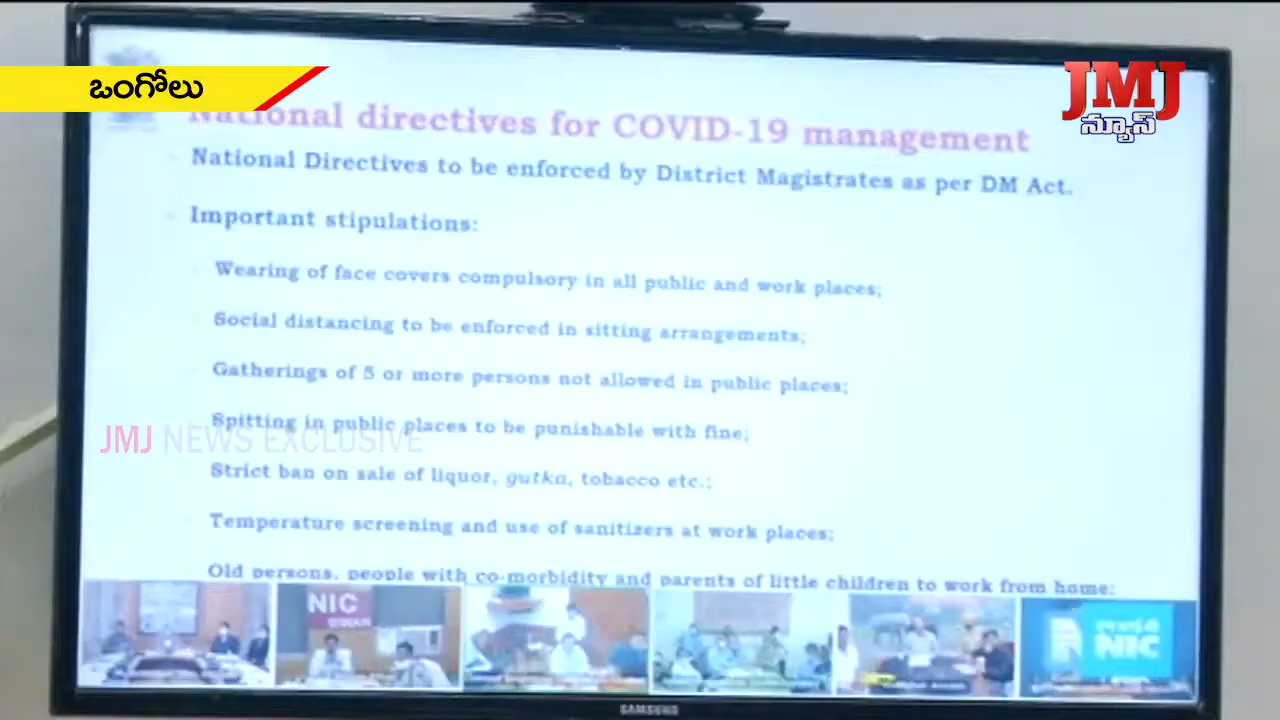 ఒంగోలు
JMJ
న్యూస్
National directives for COVID-19 management
National Directives to be enforced by District Magistrates as per DM Act.
Important stipulations:
Wearing of face covers compulsory in all public and work places;
Social distancing to be enforced in sitting arrangements;
Gatherings of 5 or more persons not allowed in public places;
Spitting in public places to be punishable with fine;
JMJ NEWS EXCLUSIVE
Strict ban on sale of liquor, gutka, tobacco etc.;
Temperature screening and use of sanitizers at work places;
Old persons, people with co-morbidity and parents of little children to work from home;
NIC
NIC
SAMSUNG